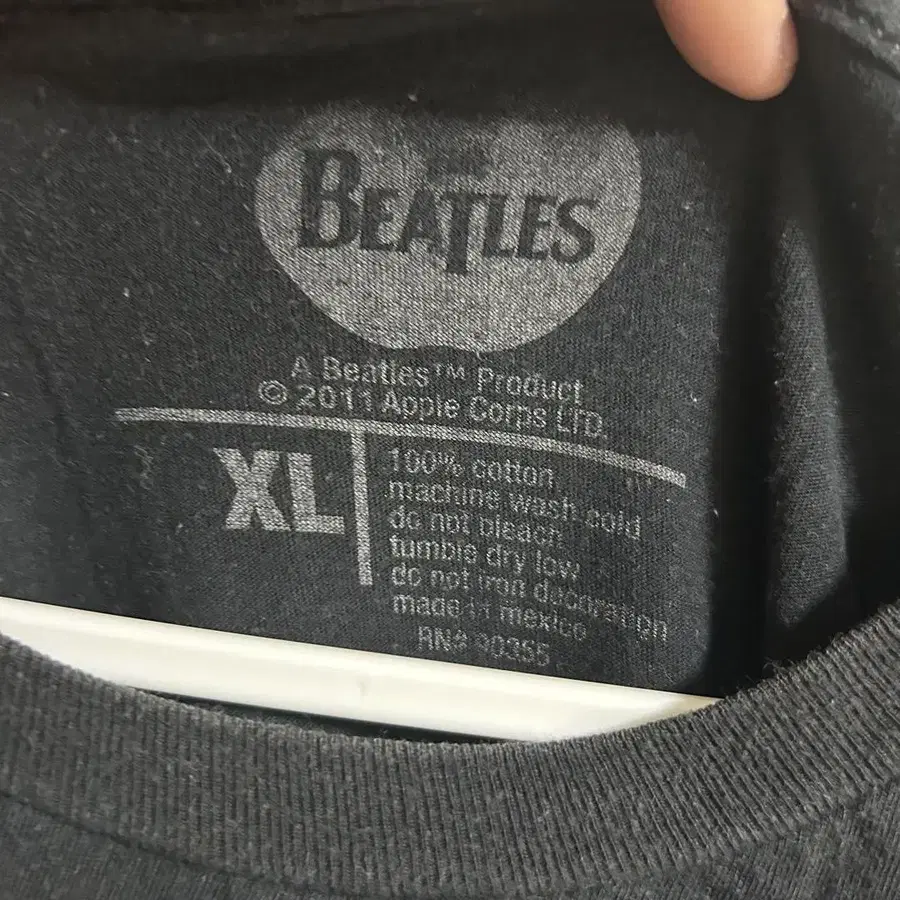 THE
BEATLES
A Beatles™ Product
© 2011 Apple Corps LTD.
XL
100% cotton
machine wash cold
do not bleach
tumble dry low
do not iron decoration
made in mexico
RN#